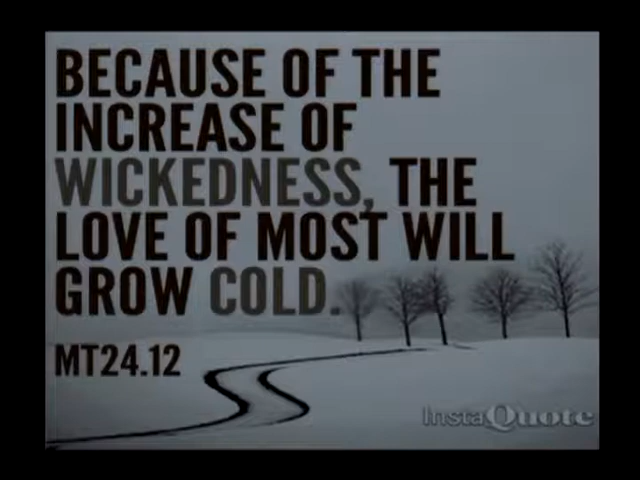 BECAUSE OF THE
INCREASE OF
WICKEDNESS, THE
LOVE OF MOST WILL
GROW COLD.
MT24.12
InstaQuote